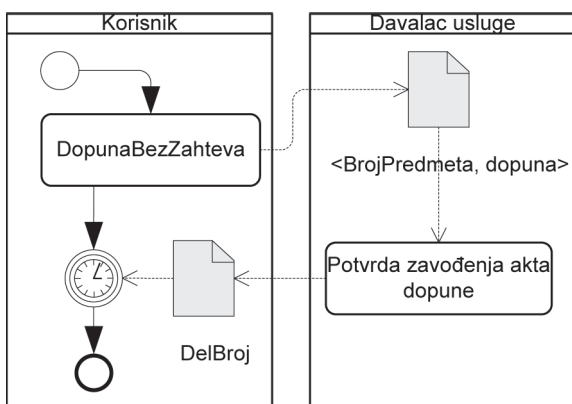 Korisnik
Davalac usluge
DopunaBezZahteva
<BrojPredmeta, dopuna>
Potvrda zavođenja akta
dopune
DelBroj